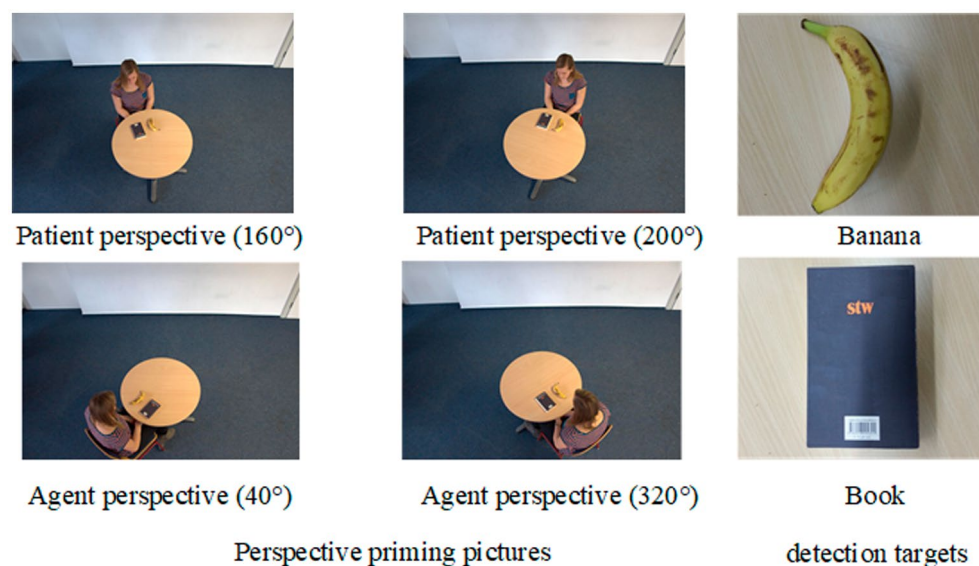 Patient perspective (160°)
Patient perspective (200°)
Banana
stw
Agent perspective (40°)
Agent perspective (320°)
Book
Perspective priming pictures
detection targets